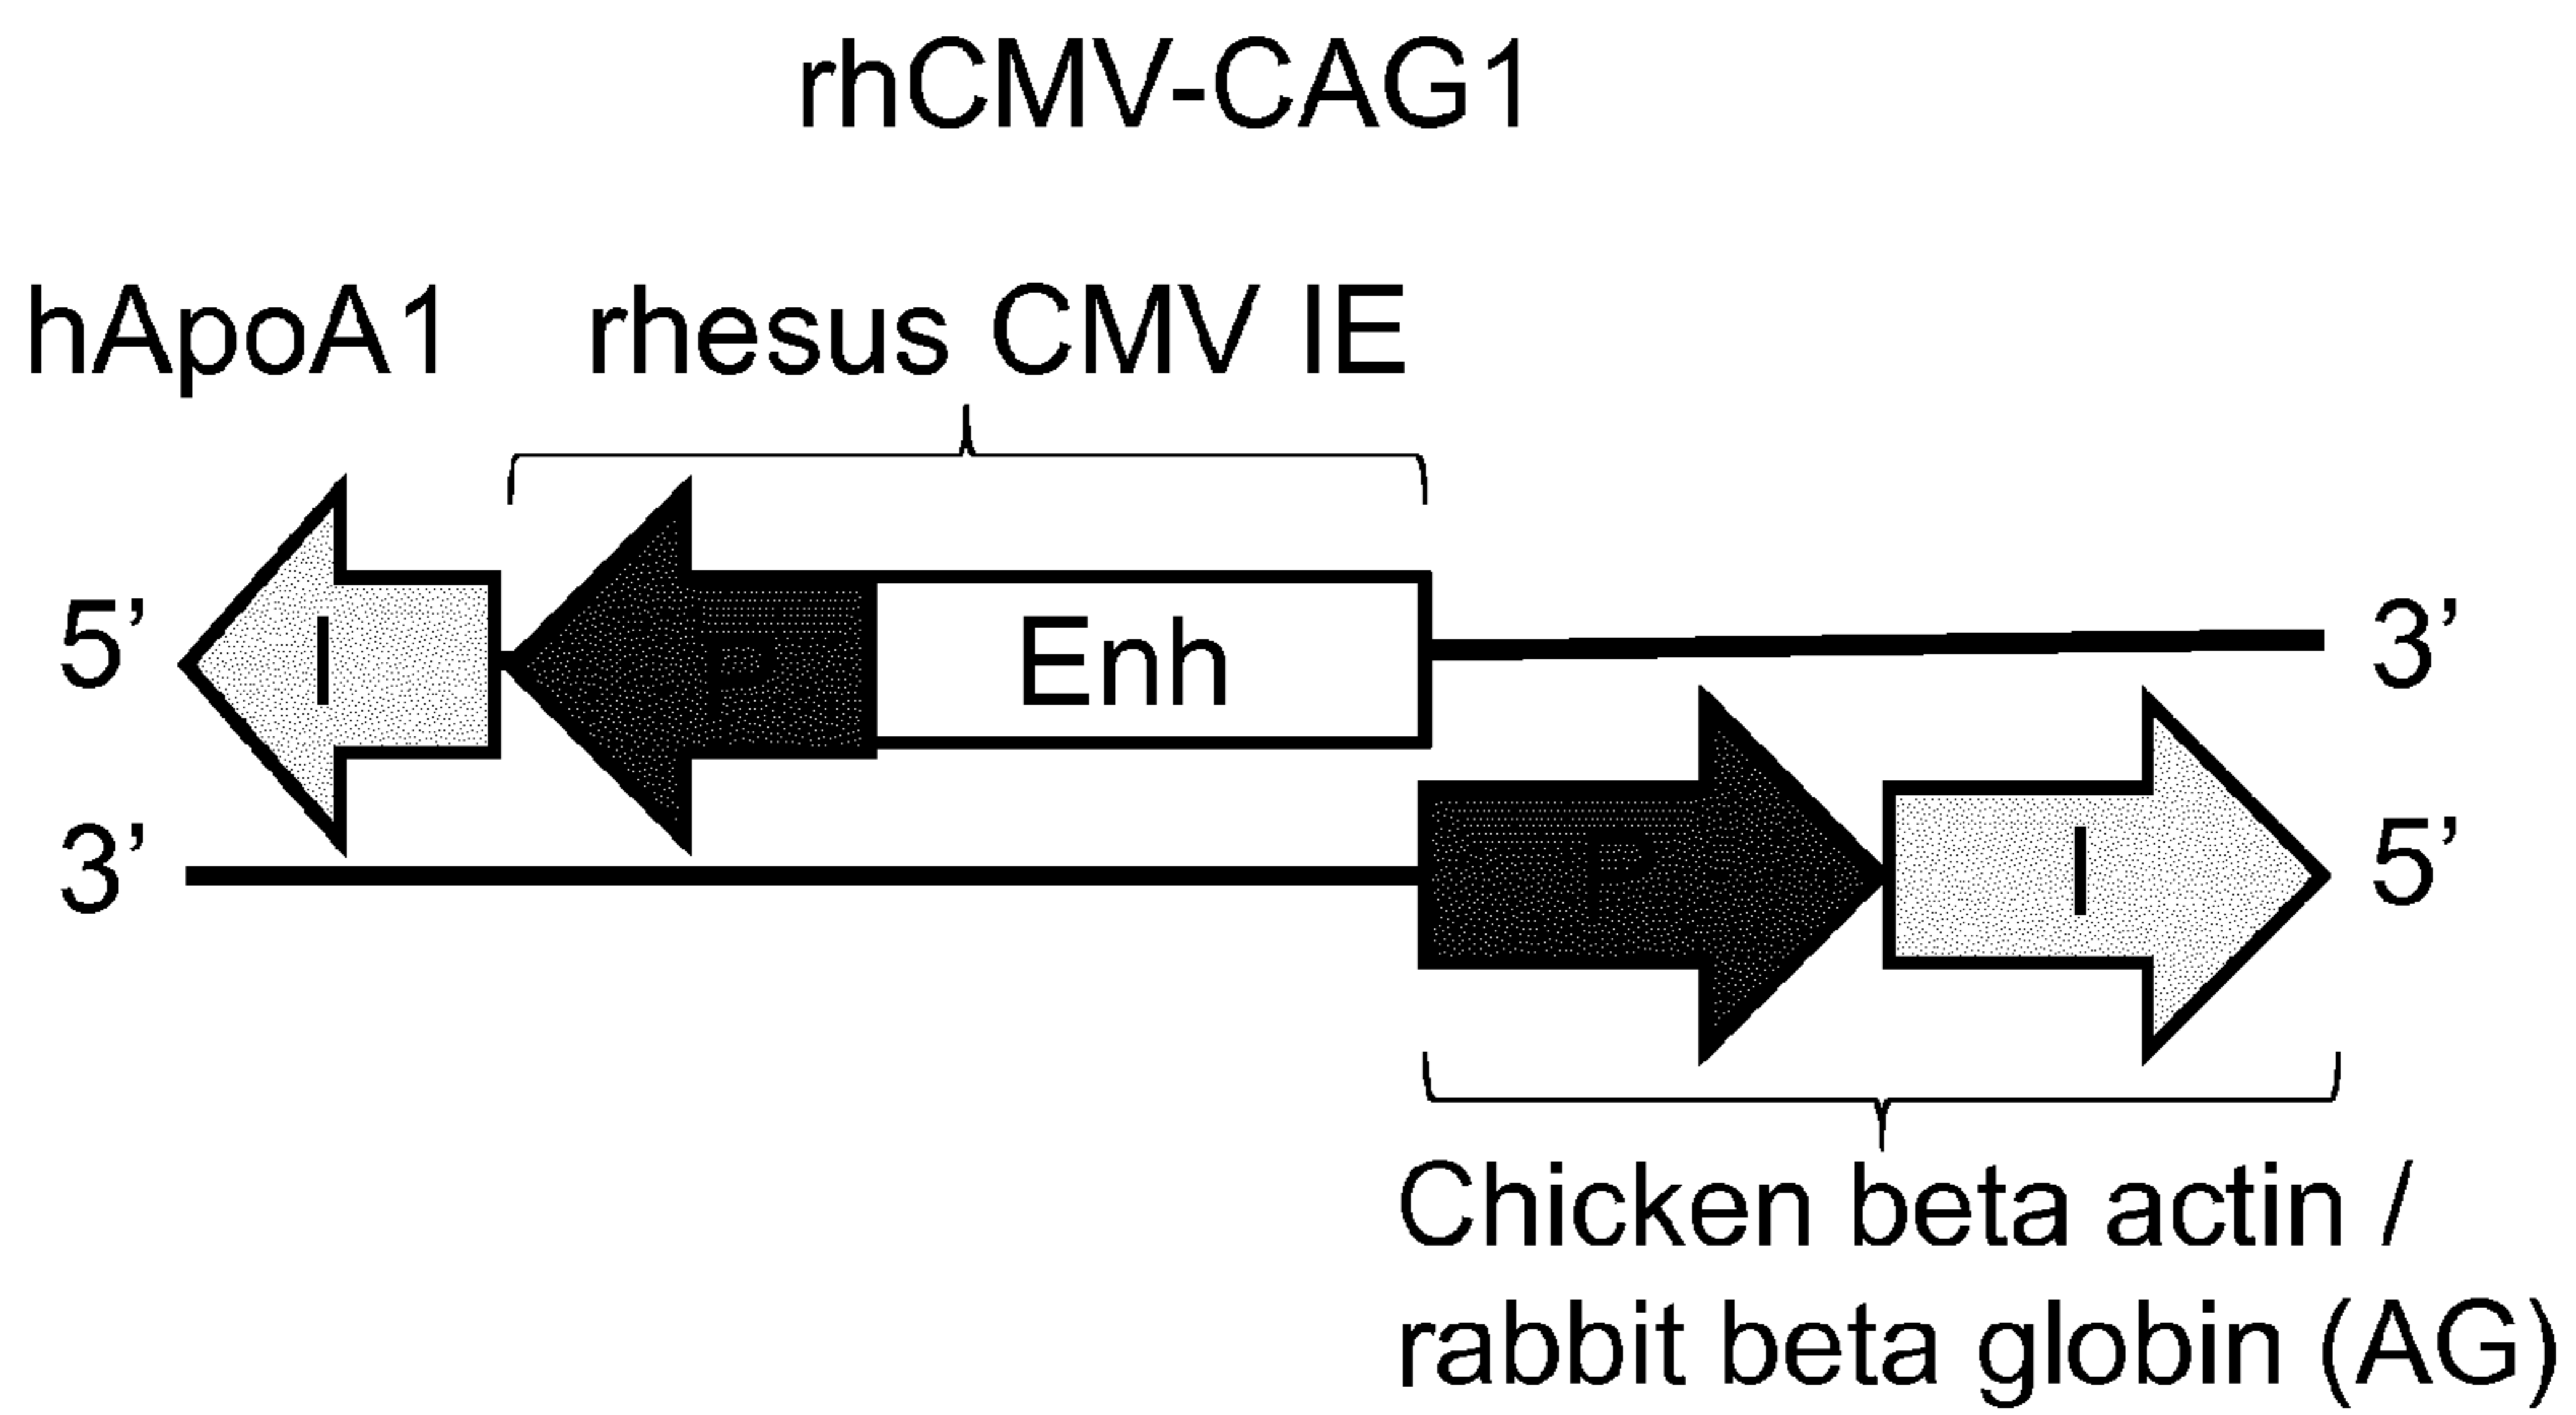 rhCMV-CAG1
hApoA1 rhesus CMV IE
5’ I P Enh 3’
3’ P I 5’
Chicken beta actin /
rabbit beta globin (AG)